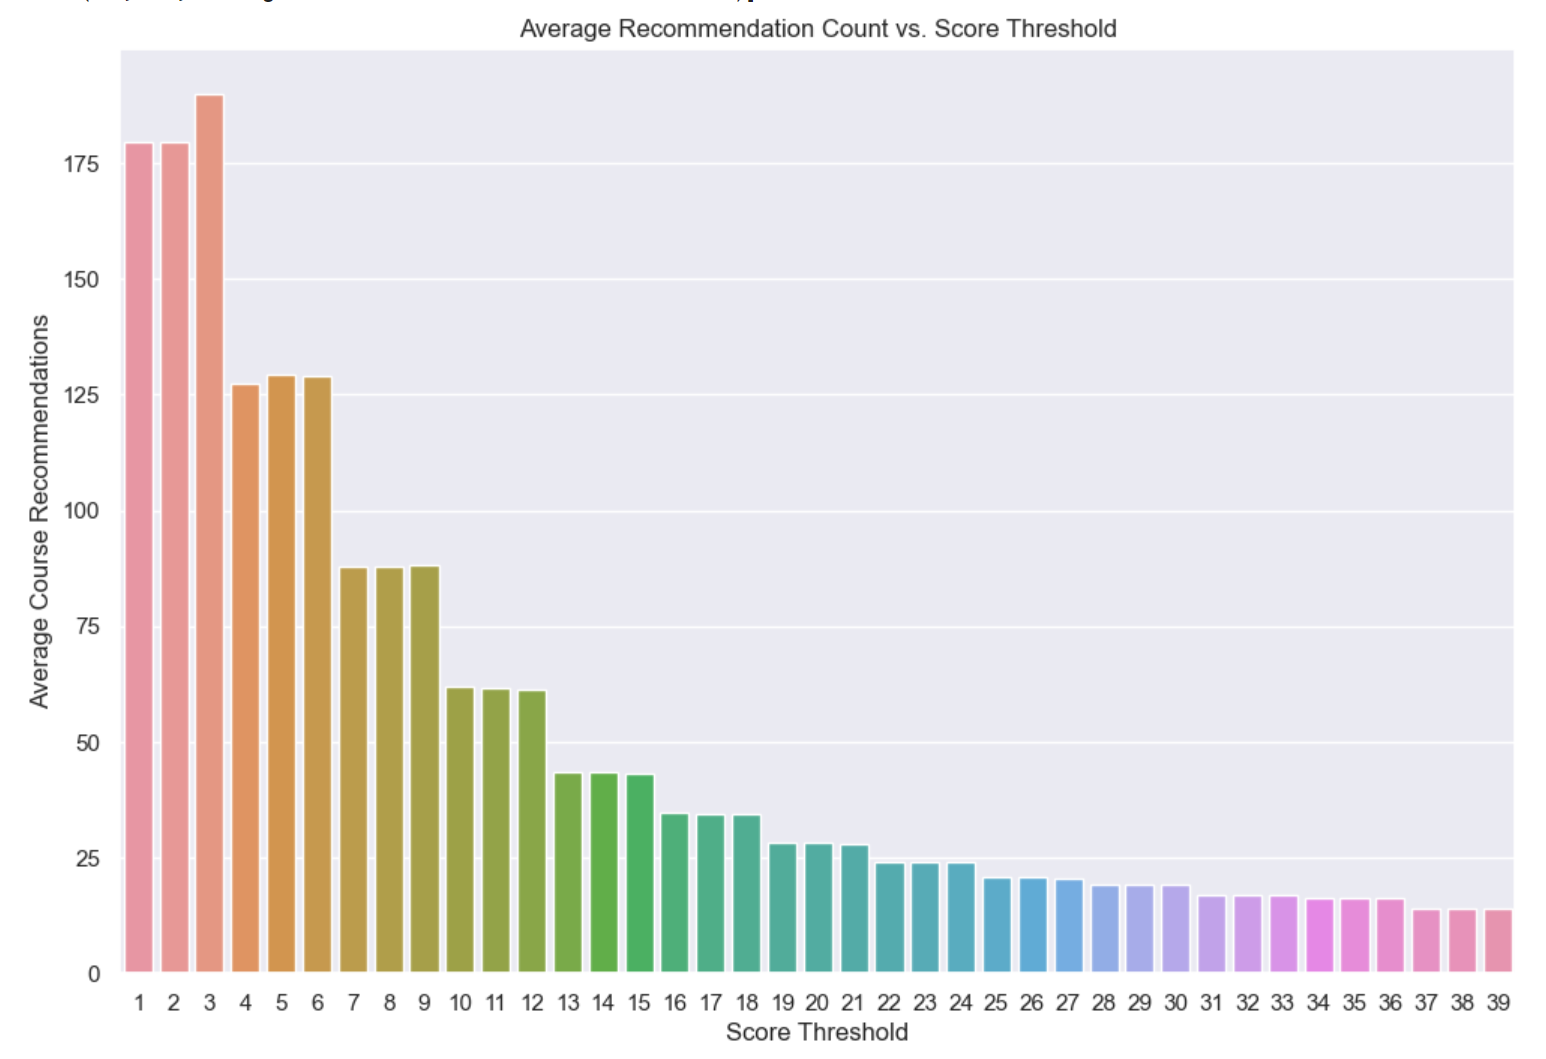 Average Recommendation Count vs. Score Threshold
Average Course Recommendations
175
150
125
100
75
50
25
0
1 2 3 4 5 6 7 8 9 10 11 12 13 14 15 16 17 18 19 20 21 22 23 24 25 26 27 28 29 30 31 32 33 34 35 36 37 38 39
Score Threshold